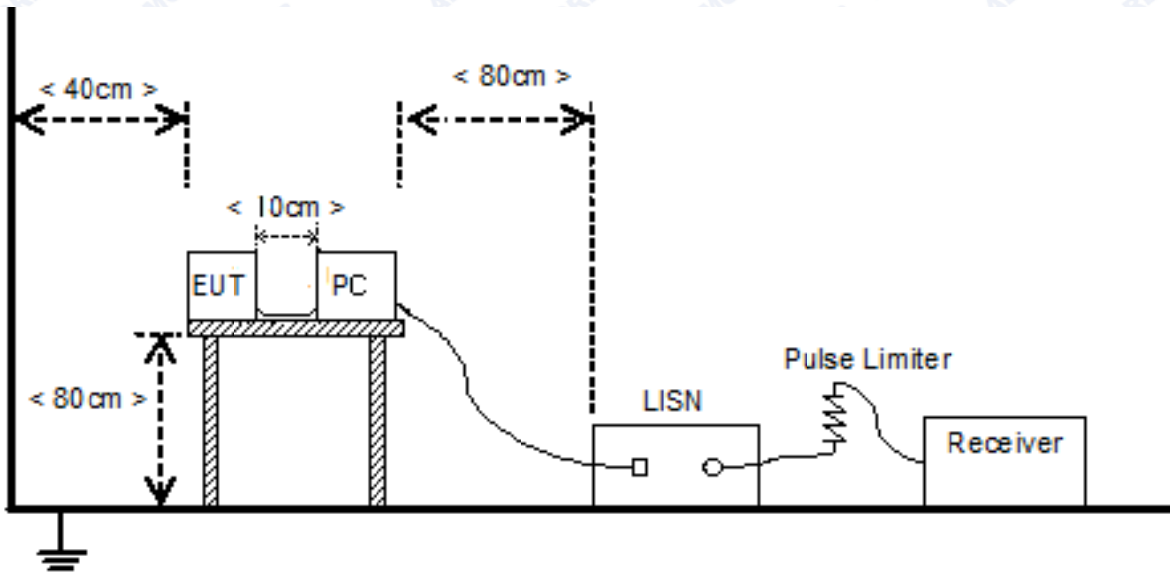 < 40cm >
< 80cm >
< 10cm >
EUT
PC
< 80cm >
Pulse Limiter
LISN
Receiver